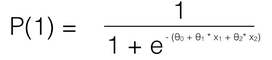 P(1) = 1 / 1 + e^-(θ₀ + θ₁ * x₁ + θ₂* x₂)